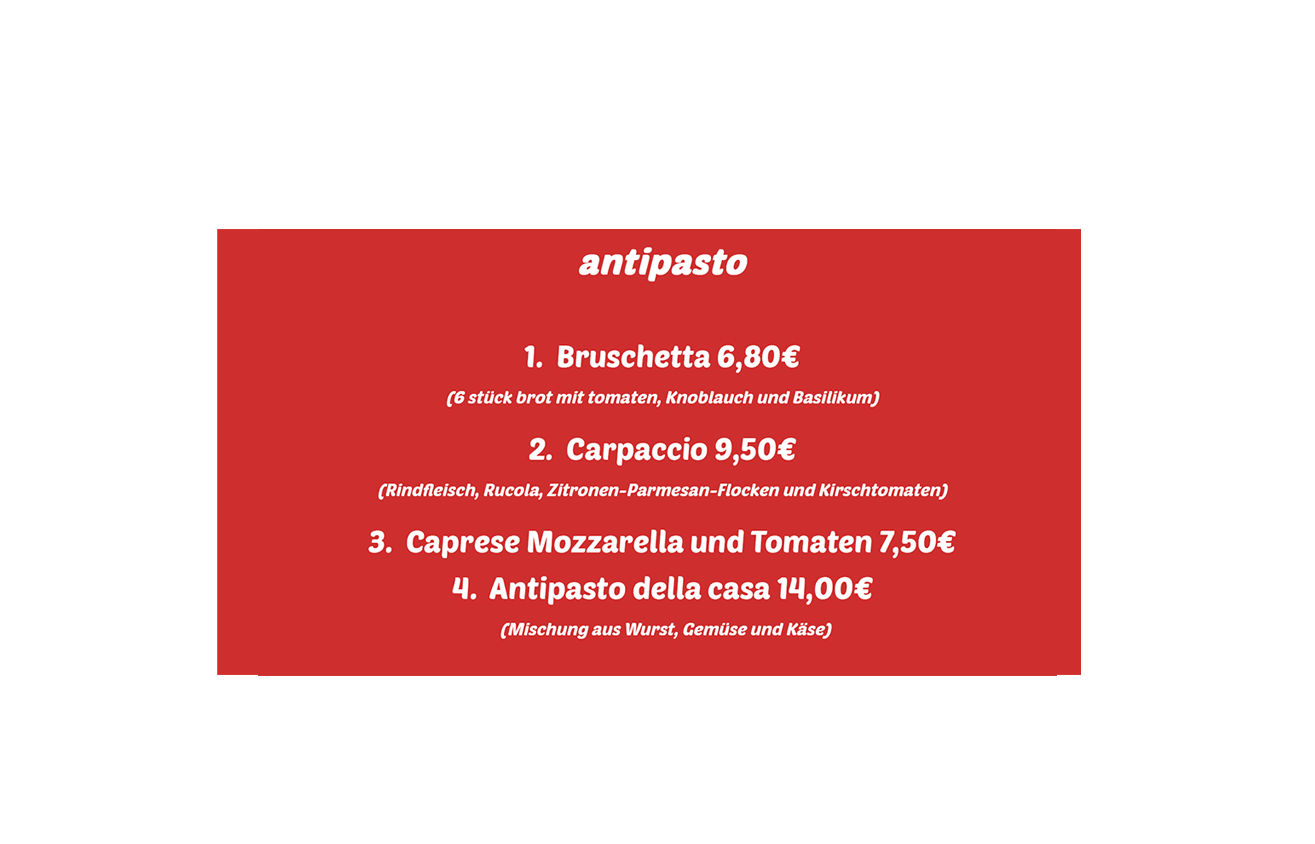 antipasto
1. Bruschetta 6,80€
(6 stück brot mit tomaten, Knoblauch und Basilikum)
2. Carpaccio 9,50€
(Rindfleisch, Rucola, Zitronen-Parmesan-Flocken und Kirschtomaten)
3. Caprese Mozzarella und Tomaten 7,50€
4. Antipasto della casa 14,00€
(Mischung aus Wurst, Gemüse und Käse)